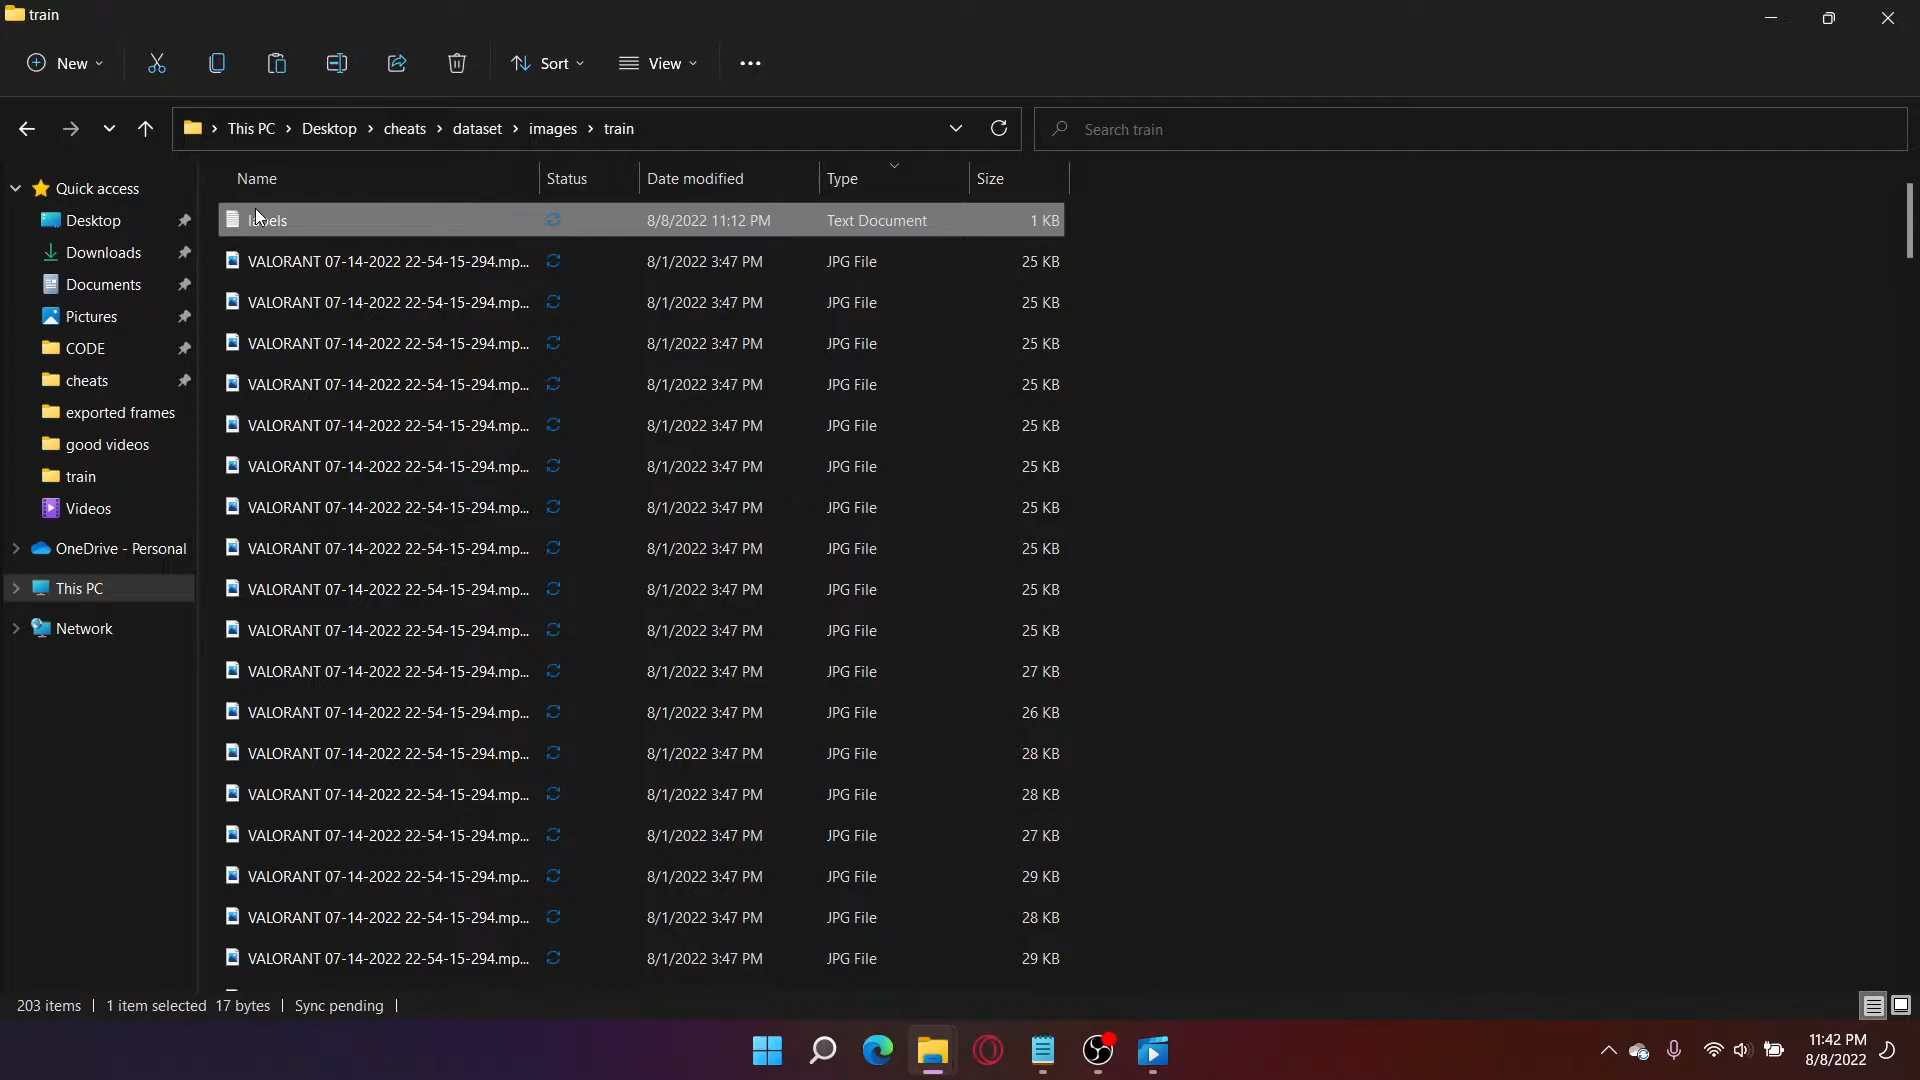 train
New
Sort
View
This PC
Desktop
cheats
dataset
images
train
Search train
Name
Status
Date modified
Type
Size
Quick access
Desktop
Downloads
Documents
Pictures
CODE
cheats
exported frames
good videos
train
Videos
OneDrive - Personal
This PC
Network
labels 8/8/2022 11:12 PM Text Document 1 KB
VALORANT 07-14-2022 22-54-15-294.mp... 8/1/2022 3:47 PM JPG File 25 KB
VALORANT 07-14-2022 22-54-15-294.mp... 8/1/2022 3:47 PM JPG File 25 KB
VALORANT 07-14-2022 22-54-15-294.mp... 8/1/2022 3:47 PM JPG File 25 KB
VALORANT 07-14-2022 22-54-15-294.mp... 8/1/2022 3:47 PM JPG File 25 KB
VALORANT 07-14-2022 22-54-15-294.mp... 8/1/2022 3:47 PM JPG File 25 KB
VALORANT 07-14-2022 22-54-15-294.mp... 8/1/2022 3:47 PM JPG File 25 KB
VALORANT 07-14-2022 22-54-15-294.mp... 8/1/2022 3:47 PM JPG File 25 KB
VALORANT 07-14-2022 22-54-15-294.mp... 8/1/2022 3:47 PM JPG File 25 KB
VALORANT 07-14-2022 22-54-15-294.mp... 8/1/2022 3:47 PM JPG File 25 KB
VALORANT 07-14-2022 22-54-15-294.mp... 8/1/2022 3:47 PM JPG File 25 KB
VALORANT 07-14-2022 22-54-15-294.mp... 8/1/2022 3:47 PM JPG File 27 KB
VALORANT 07-14-2022 22-54-15-294.mp... 8/1/2022 3:47 PM JPG File 26 KB
VALORANT 07-14-2022 22-54-15-294.mp... 8/1/2022 3:47 PM JPG File 28 KB
VALORANT 07-14-2022 22-54-15-294.mp... 8/1/2022 3:47 PM JPG File 28 KB
VALORANT 07-14-2022 22-54-15-294.mp... 8/1/2022 3:47 PM JPG File 27 KB
VALORANT 07-14-2022 22-54-15-294.mp... 8/1/2022 3:47 PM JPG File 29 KB
VALORANT 07-14-2022 22-54-15-294.mp... 8/1/2022 3:47 PM JPG File 28 KB
VALORANT 07-14-2022 22-54-15-294.mp... 8/1/2022 3:47 PM JPG File 29 KB
203 items | 1 item selected 17 bytes | Sync pending |
11:42 PM
8/8/2022